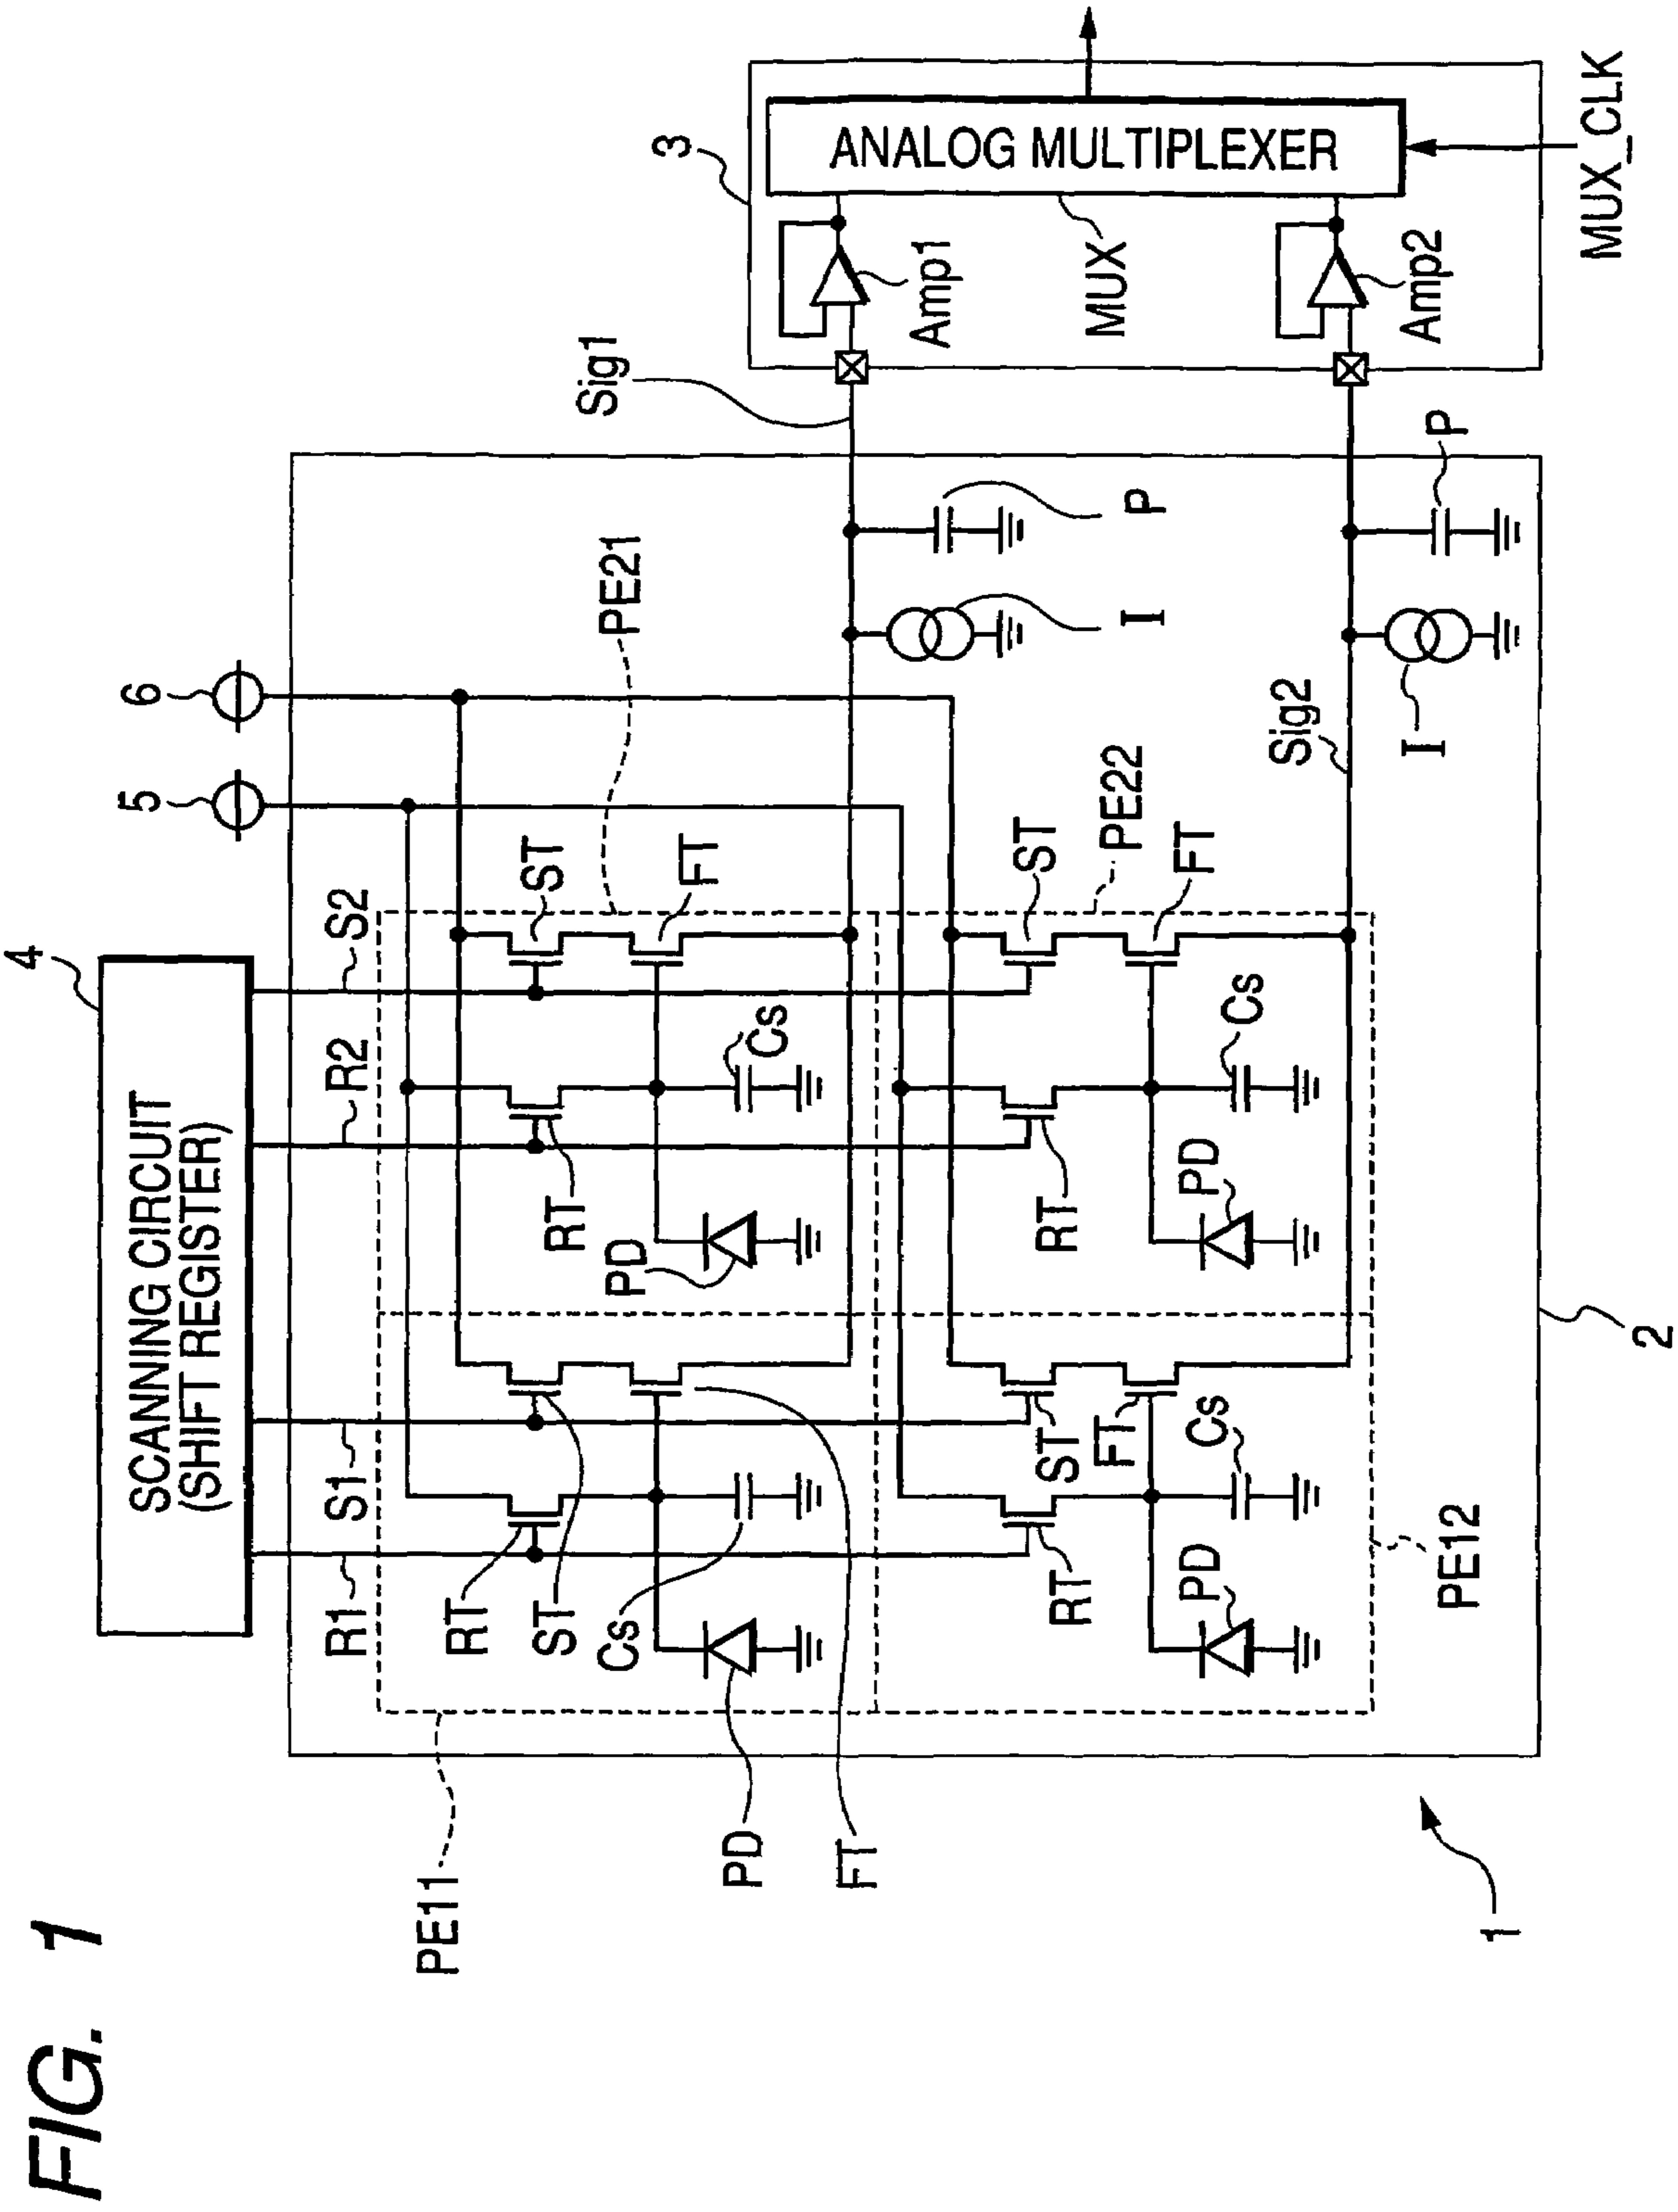 FIG. 1
SCANNING CIRCUIT
(SHIFT REGISTER)
4
R1
S1
R2
S2
5
6
PE11
RT
ST
Cs
PD
FT
RT
PD
Cs
ST
FT
PE21
Sig1
I
P
RT
PD
ST
FT
Cs
PE12
RT
PD
Cs
ST
FT
PE22
Sig2
I
P
3
Amp1
MUX
Amp2
ANALOG MULTIPLEXER
MUX_CLK
1
2